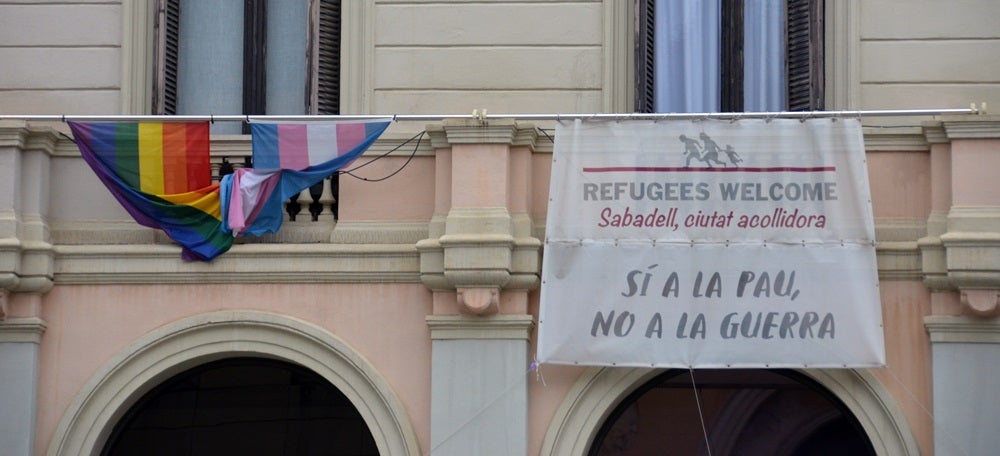 REFUGEES WELCOME
Sabadell, ciutat acollidora
SÍ A LA PAU,
NO A LA GUERRA